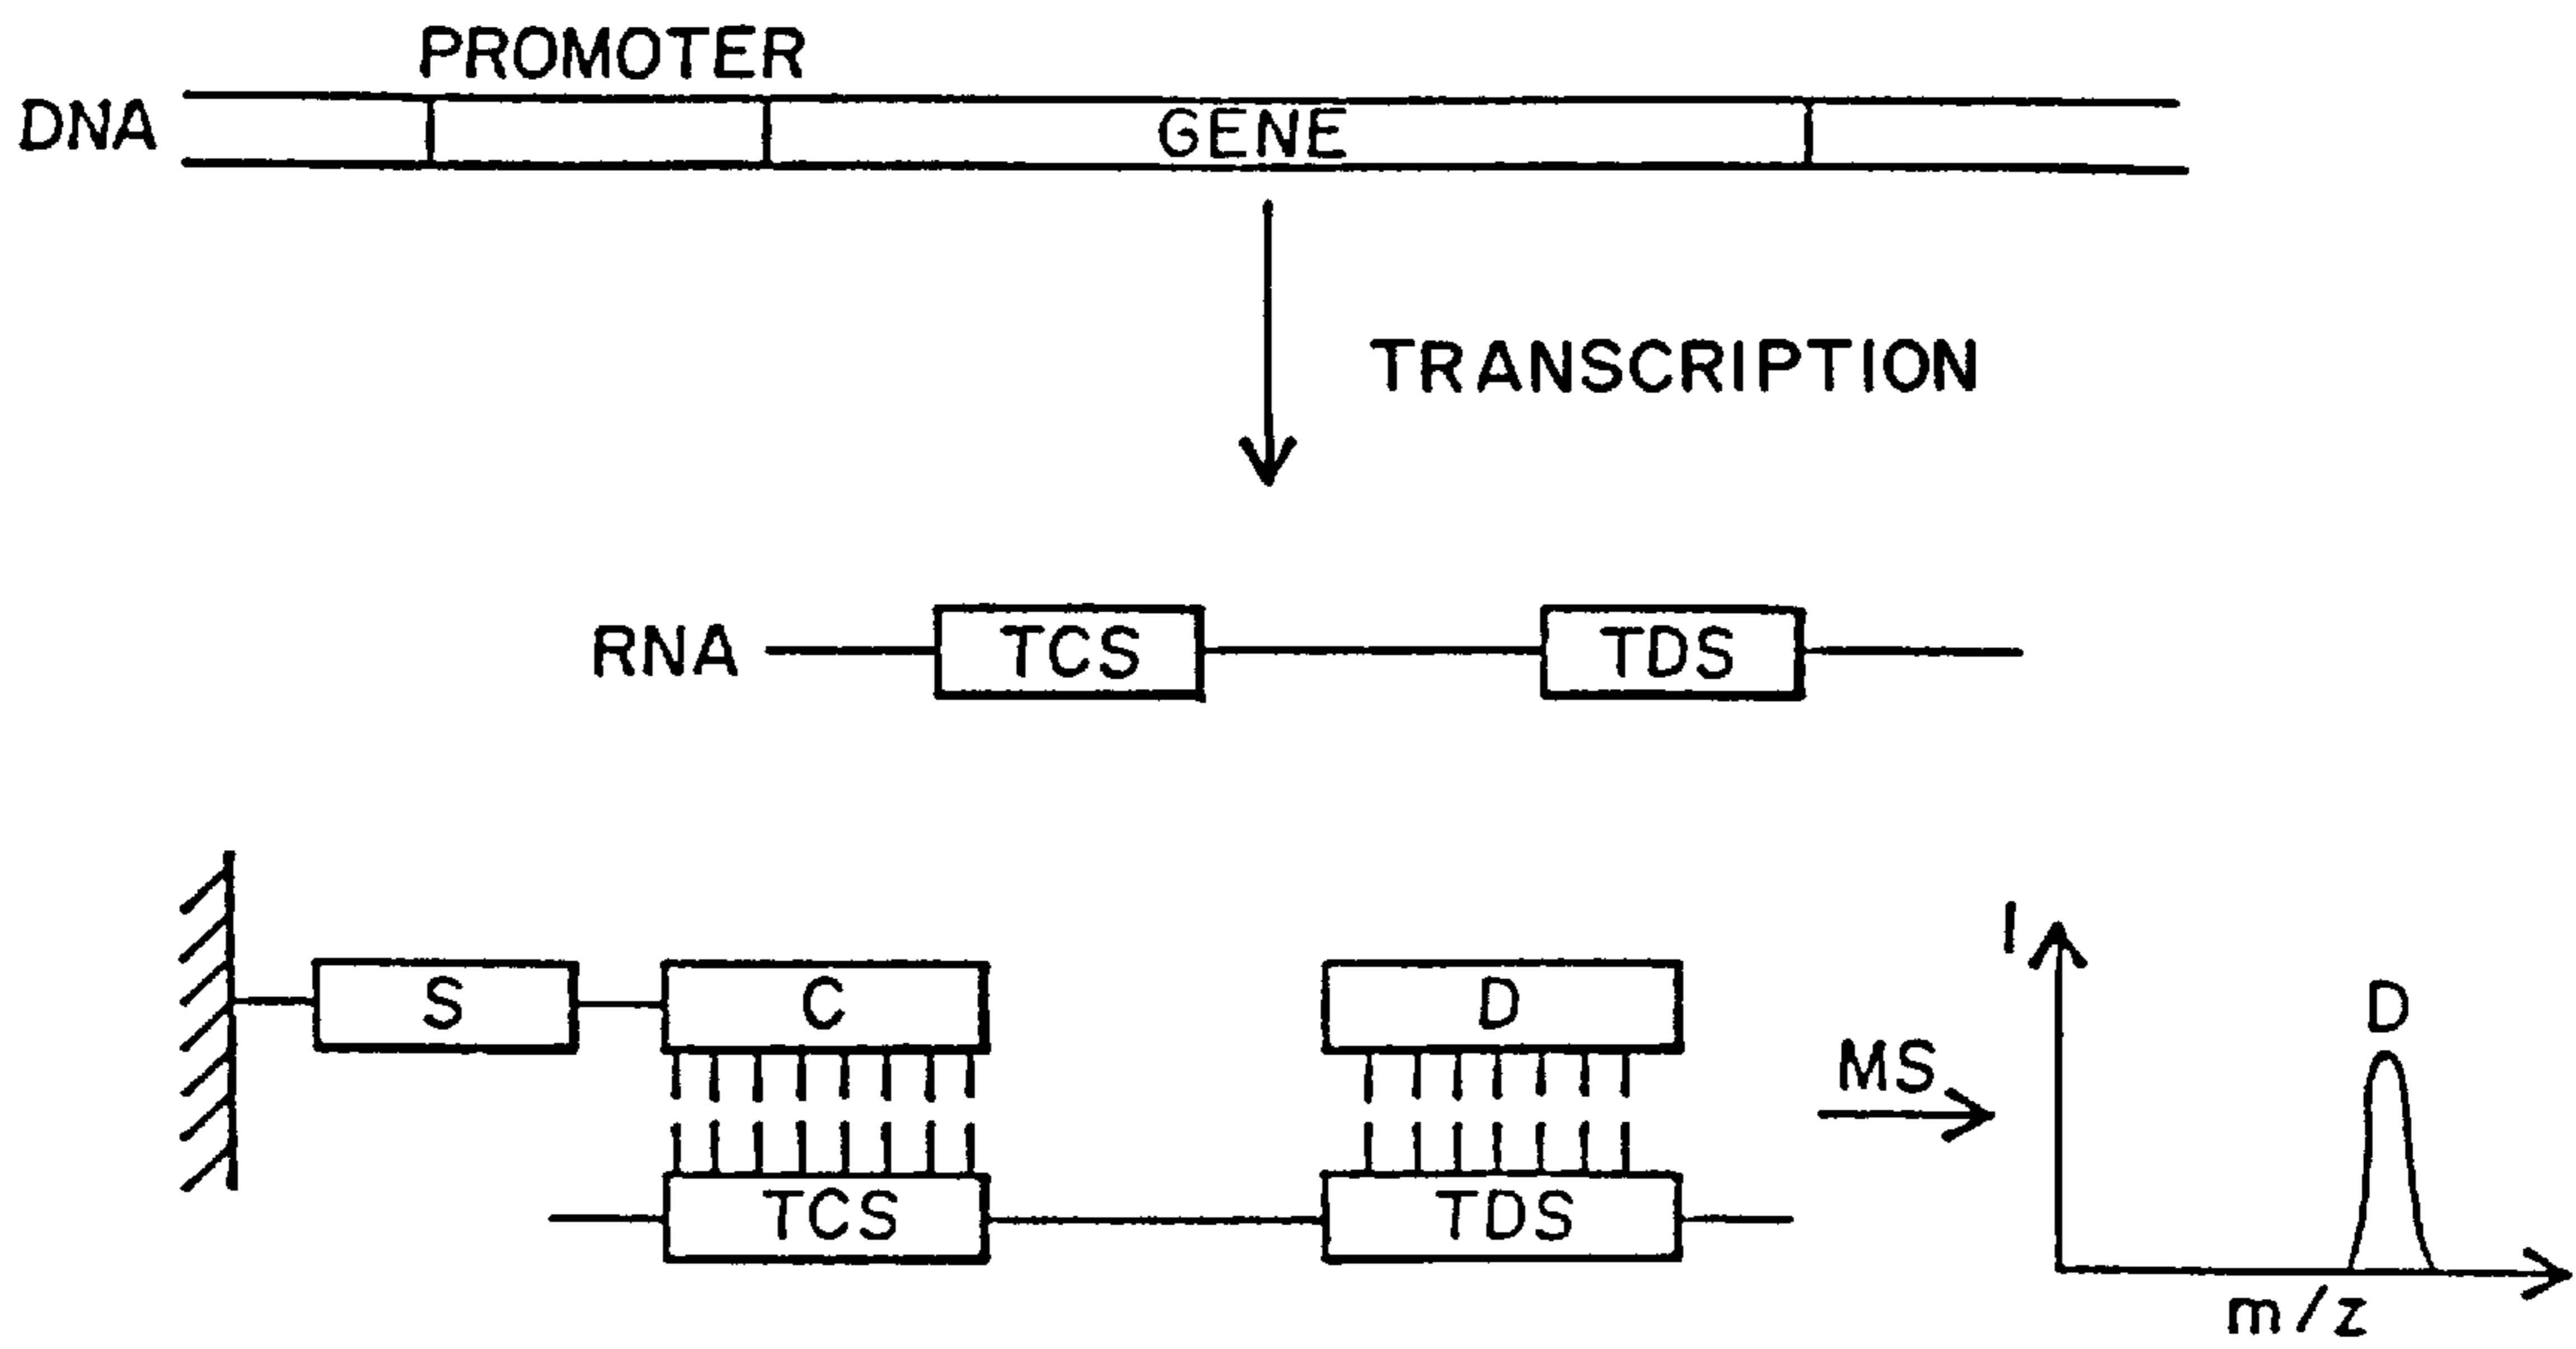 PROMOTER
DNA
GENE
TRANSCRIPTION
RNA TCS TDS
S C D
I
D
MS
TCS TDS
m/z